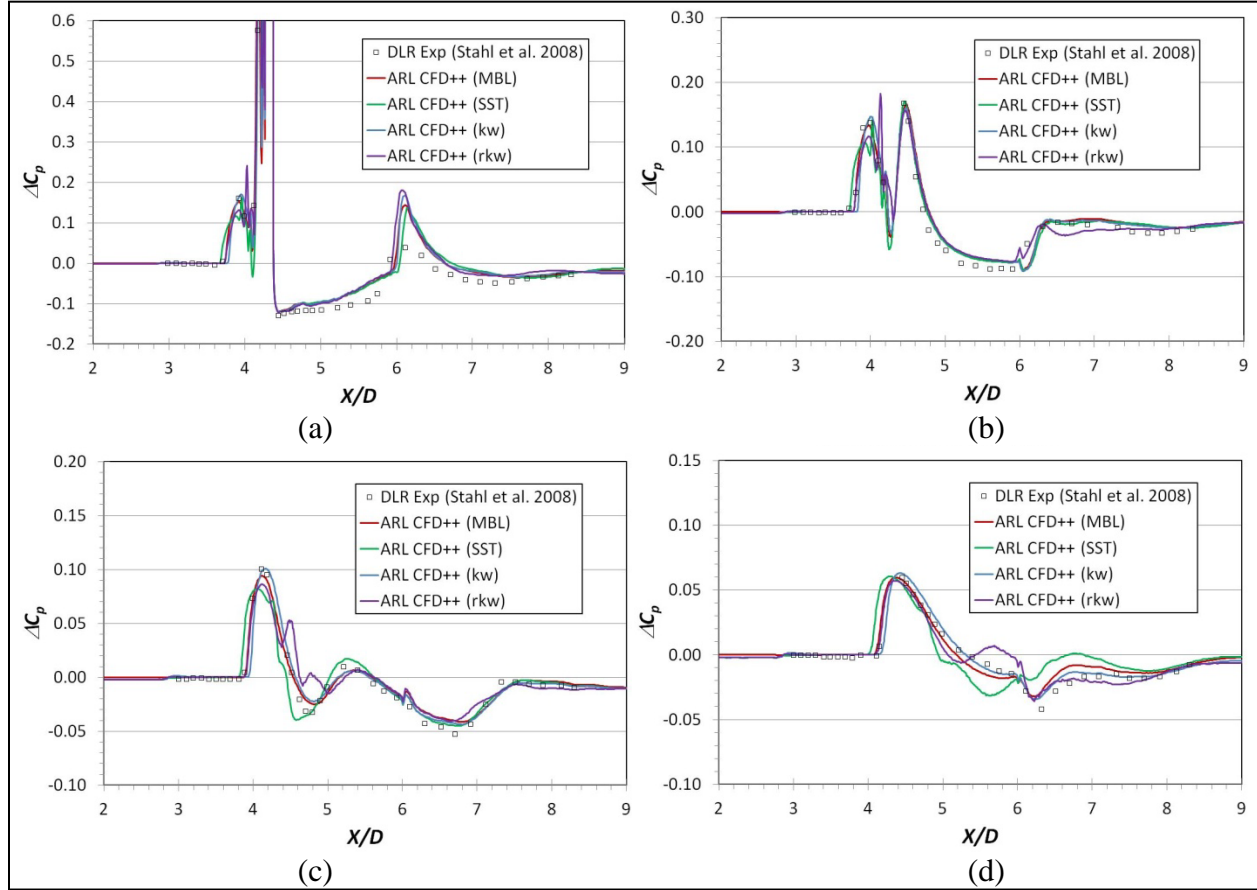 0.6
0.5
0.4
0.3
0.2
0.1
0.0
-0.1
-0.2
ΔCp
2 3 4 5 6 7 8 9
X/D
DLR Exp (Stahl et al. 2008)
ARL CFD++ (MBL)
ARL CFD++ (SST)
ARL CFD++ (kw)
ARL CFD++ (rkw)
(a)
0.30
0.20
0.10
0.00
-0.10
-0.20
ΔCp
2 3 4 5 6 7 8 9
X/D
DLR Exp (Stahl et al. 2008)
ARL CFD++ (MBL)
ARL CFD++ (SST)
ARL CFD++ (kw)
ARL CFD++ (rkw)
(b)
0.20
0.15
0.10
0.05
0.00
-0.05
-0.10
ΔCp
2 3 4 5 6 7 8 9
X/D
DLR Exp (Stahl et al. 2008)
ARL CFD++ (MBL)
ARL CFD++ (SST)
ARL CFD++ (kw)
ARL CFD++ (rkw)
(c)
0.15
0.10
0.05
0.00
-0.05
-0.10
ΔCp
2 3 4 5 6 7 8 9
X/D
DLR Exp (Stahl et al. 2008)
ARL CFD++ (MBL)
ARL CFD++ (SST)
ARL CFD++ (kw)
ARL CFD++ (rkw)
(d)